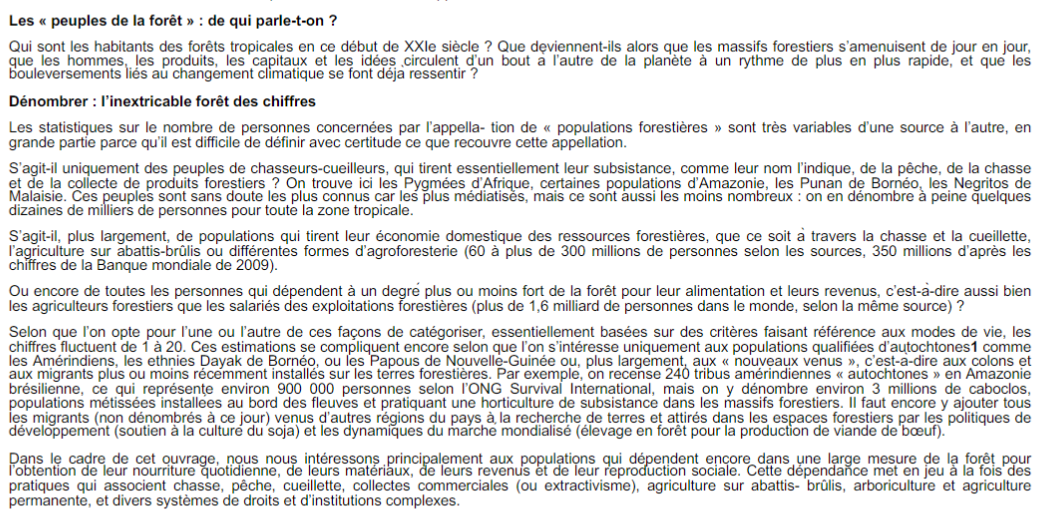 Les « peuples de la forêt » : de qui parle-t-on ?
Qui sont les habitants des forêts tropicales en ce début de XXIe siècle ? Que deviennent-ils alors que les massifs forestiers s'amenuisent de jour en jour,
que les hommes, les produits, les capitaux et les idées circulent d'un bout à l'autre de la planète à un rythme de plus en plus rapide, et que les
bouleversements liés au changement climatique se font déjà ressentir ?
Dénombrer : l'inextricable forêt des chiffres
Les statistiques sur le nombre de personnes concernées par l'appella- tion de « populations forestières » sont très variables d'une source à l'autre, en
grande partie parce qu'il est difficile de définir avec certitude ce que recouvre cette appellation.
S'agit-il uniquement des peuples de chasseurs-cueilleurs, qui tirent essentiellement leur subsistance, comme leur nom l'indique, de la pêche, de la chasse
et de la collecte de produits forestiers ? On trouve ici les Pygmées d'Afrique, certaines populations d'Amazonie, les Punan de Bornéo, les Negritos de
Malaisie. Ces peuples sont sans doute les plus connus car les plus médiatisés, mais ce sont aussi les moins nombreux : on en dénombre à peine quelques
dizaines de milliers de personnes pour toute la zone tropicale.
S'agit-il, plus largement, de populations qui tirent leur économie domestique des ressources forestières, que ce soit à travers la chasse et la cueillette,
l'agriculture sur abattis-brûlis ou différentes formes d'agroforesterie (60 à plus de 300 millions de personnes selon les sources, 350 millions d'après les
chiffres de la Banque mondiale de 2009).
Ou encore de toutes les personnes qui dépendent à un degré plus ou moins fort de la forêt pour leur alimentation et leurs revenus, c'est-à-dire aussi bien
les agriculteurs forestiers que les salariés des exploitations forestières (plus de 1,6 milliard de personnes dans le monde, selon la même source) ?
Selon que l'on opte pour l'une ou l'autre de ces façons de catégoriser, essentiellement basées sur des critères faisant référence aux modes de vie, les
chiffres fluctuent de 1 à 20. Ces estimations se compliquent encore selon que l'on s'intéresse uniquement aux populations qualifiées d'autochtones1 comme
les Amérindiens, les ethnies Dayak de Bornéo, ou les Papous de Nouvelle-Guinée ou, plus largement, aux « nouveaux venus », c'est-à-dire aux colons et
aux migrants plus ou moins récemment installés sur les terres forestières. Par exemple, on recense 240 tribus amérindiennes « autochtones » en Amazonie
brésilienne, ce qui représente environ 900 000 personnes selon l'ONG Survival International, mais on y dénombre environ 3 millions de caboclos,
populations métissées installées au bord des fleuves et pratiquant une horticulture de subsistance dans les massifs forestiers. Il faut encore y ajouter tous
les migrants (non dénombrés à ce jour) venus d'autres régions du pays à la recherche de terres et attirés dans les espaces forestiers par les politiques de
développement (soutien à la culture du soja) et les dynamiques du marché mondialisé (élevage en forêt pour la production de viande de bœuf).
Dans le cadre de cet ouvrage, nous nous intéressons principalement aux populations qui dépendent encore dans une large mesure de la forêt pour
l'obtention de leur nourriture quotidienne, de leurs matériaux, de leurs revenus et de leur reproduction sociale. Cette dépendance met en jeu à la fois des
pratiques qui associent chasse, pêche, cueillette, collectes commerciales (ou extractivisme), agriculture sur abattis- brûlis, arboriculture et agriculture
permanente, et divers systèmes de droits et d'institutions complexes.